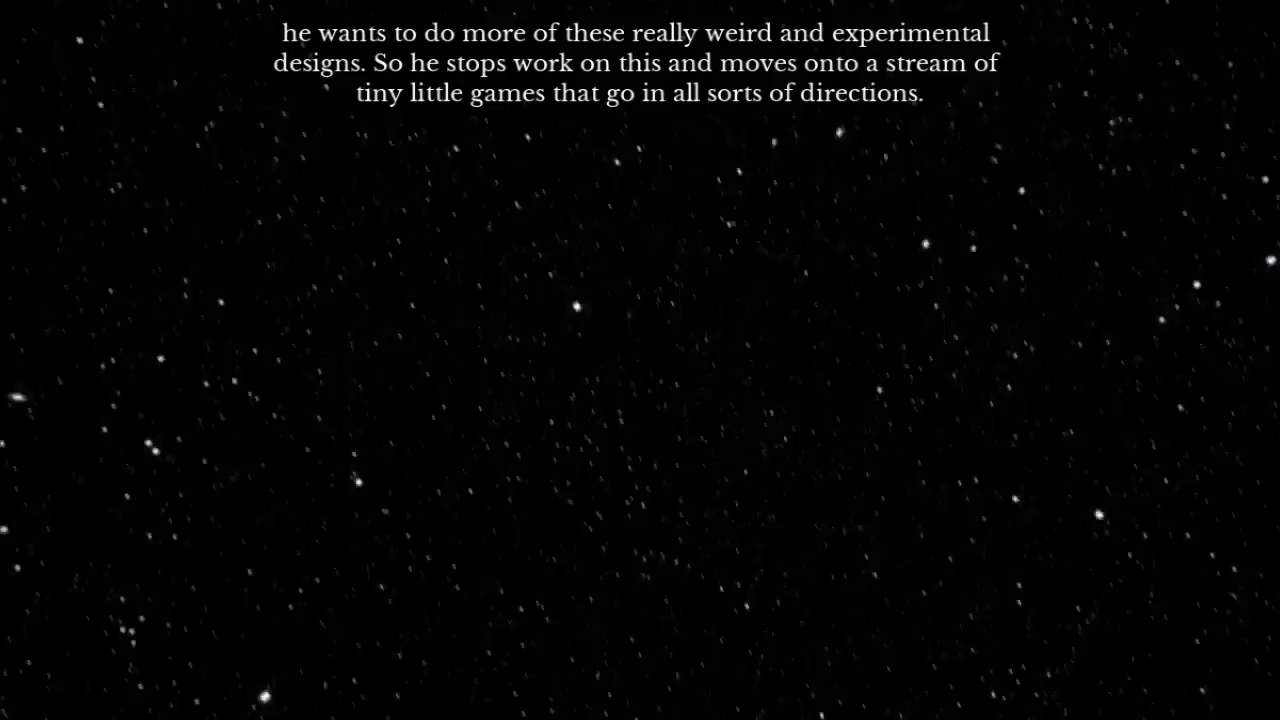 he wants to do more of these really weird and experimental
designs. So he stops work on this and moves onto a stream of
tiny little games that go in all sorts of directions.